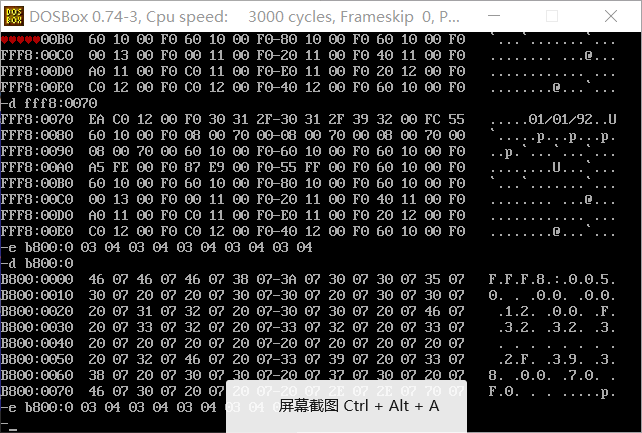 DOSBox 0.74-3, Cpu speed: 3000 cycles, Frameskip 0, P...
♥♥♥♥♥00B0 60 10 00 F0 60 10 00 F0-80 10 00 F0 60 10 00 F0 `...`.......`...
FFF8:00C0 00 13 00 F0 00 11 00 F0-20 11 00 F0 40 11 00 F0 ........ ...@...
FFF8:00D0 A0 11 00 F0 C0 11 00 F0-E0 11 00 F0 20 12 00 F0 ............ ...
FFF8:00E0 C0 12 00 F0 C0 12 00 F0-40 12 00 F0 60 10 00 F0 ........@...`...
-d fff8:0070
FFF8:0070 EA C0 12 00 F0 30 31 2F-30 31 2F 39 32 00 FC 55 .....01/01/92..U
FFF8:0080 60 10 00 F0 08 00 70 00-08 00 70 00 08 00 70 00 `.....p...p...p.
FFF8:0090 08 00 70 00 60 10 00 F0-60 10 00 F0 60 10 00 F0 ..p.`...`...`...
FFF8:00A0 A5 FE 00 F0 87 E9 00 F0-55 FF 00 F0 60 10 00 F0 ........U...`...
FFF8:00B0 60 10 00 F0 60 10 00 F0-80 10 00 F0 60 10 00 F0 `...`.......`...
FFF8:00C0 00 13 00 F0 00 11 00 F0-20 11 00 F0 40 11 00 F0 ........ ...@...
FFF8:00D0 A0 11 00 F0 C0 11 00 F0-E0 11 00 F0 20 12 00 F0 ............ ...
FFF8:00E0 C0 12 00 F0 C0 12 00 F0-40 12 00 F0 60 10 00 F0 ........@...`...
-e b800:0 03 04 03 04 03 04 03 04 03 04
-d b800:0
B800:0000 46 07 46 07 46 07 38 07-3A 07 30 07 30 07 35 07 F.F.F.8.:.0.0.5.
B800:0010 30 07 20 07 20 07 30 07-30 07 20 07 30 07 30 07 0. . .0.0. .0.0.
B800:0020 20 07 31 07 32 07 20 07-30 07 30 07 20 07 46 07 .1.2. .0.0. .F.
B800:0030 20 07 33 07 32 07 20 07-33 07 32 07 20 07 33 07 .3.2. .3.2. .3.
B800:0040 20 07 20 07 20 07 20 07-20 07 20 07 20 07 20 07 . . . . . . . .
B800:0050 20 07 32 07 46 07 20 07-33 07 39 07 20 07 33 07 .2.F. .3.9. .3.
B800:0060 38 07 20 07 30 07 30 07-20 07 37 07 30 07 20 07 8. .0.0. .7.0. .
B800:0070 46 07 30 07 20 07 20 07-20 07 2E 07 2E 07 70 07 F.0. . . .....p.
-e b800:0 03 04 03 04 03 04 03 04
屏幕截图 Ctrl + Alt + A
-_